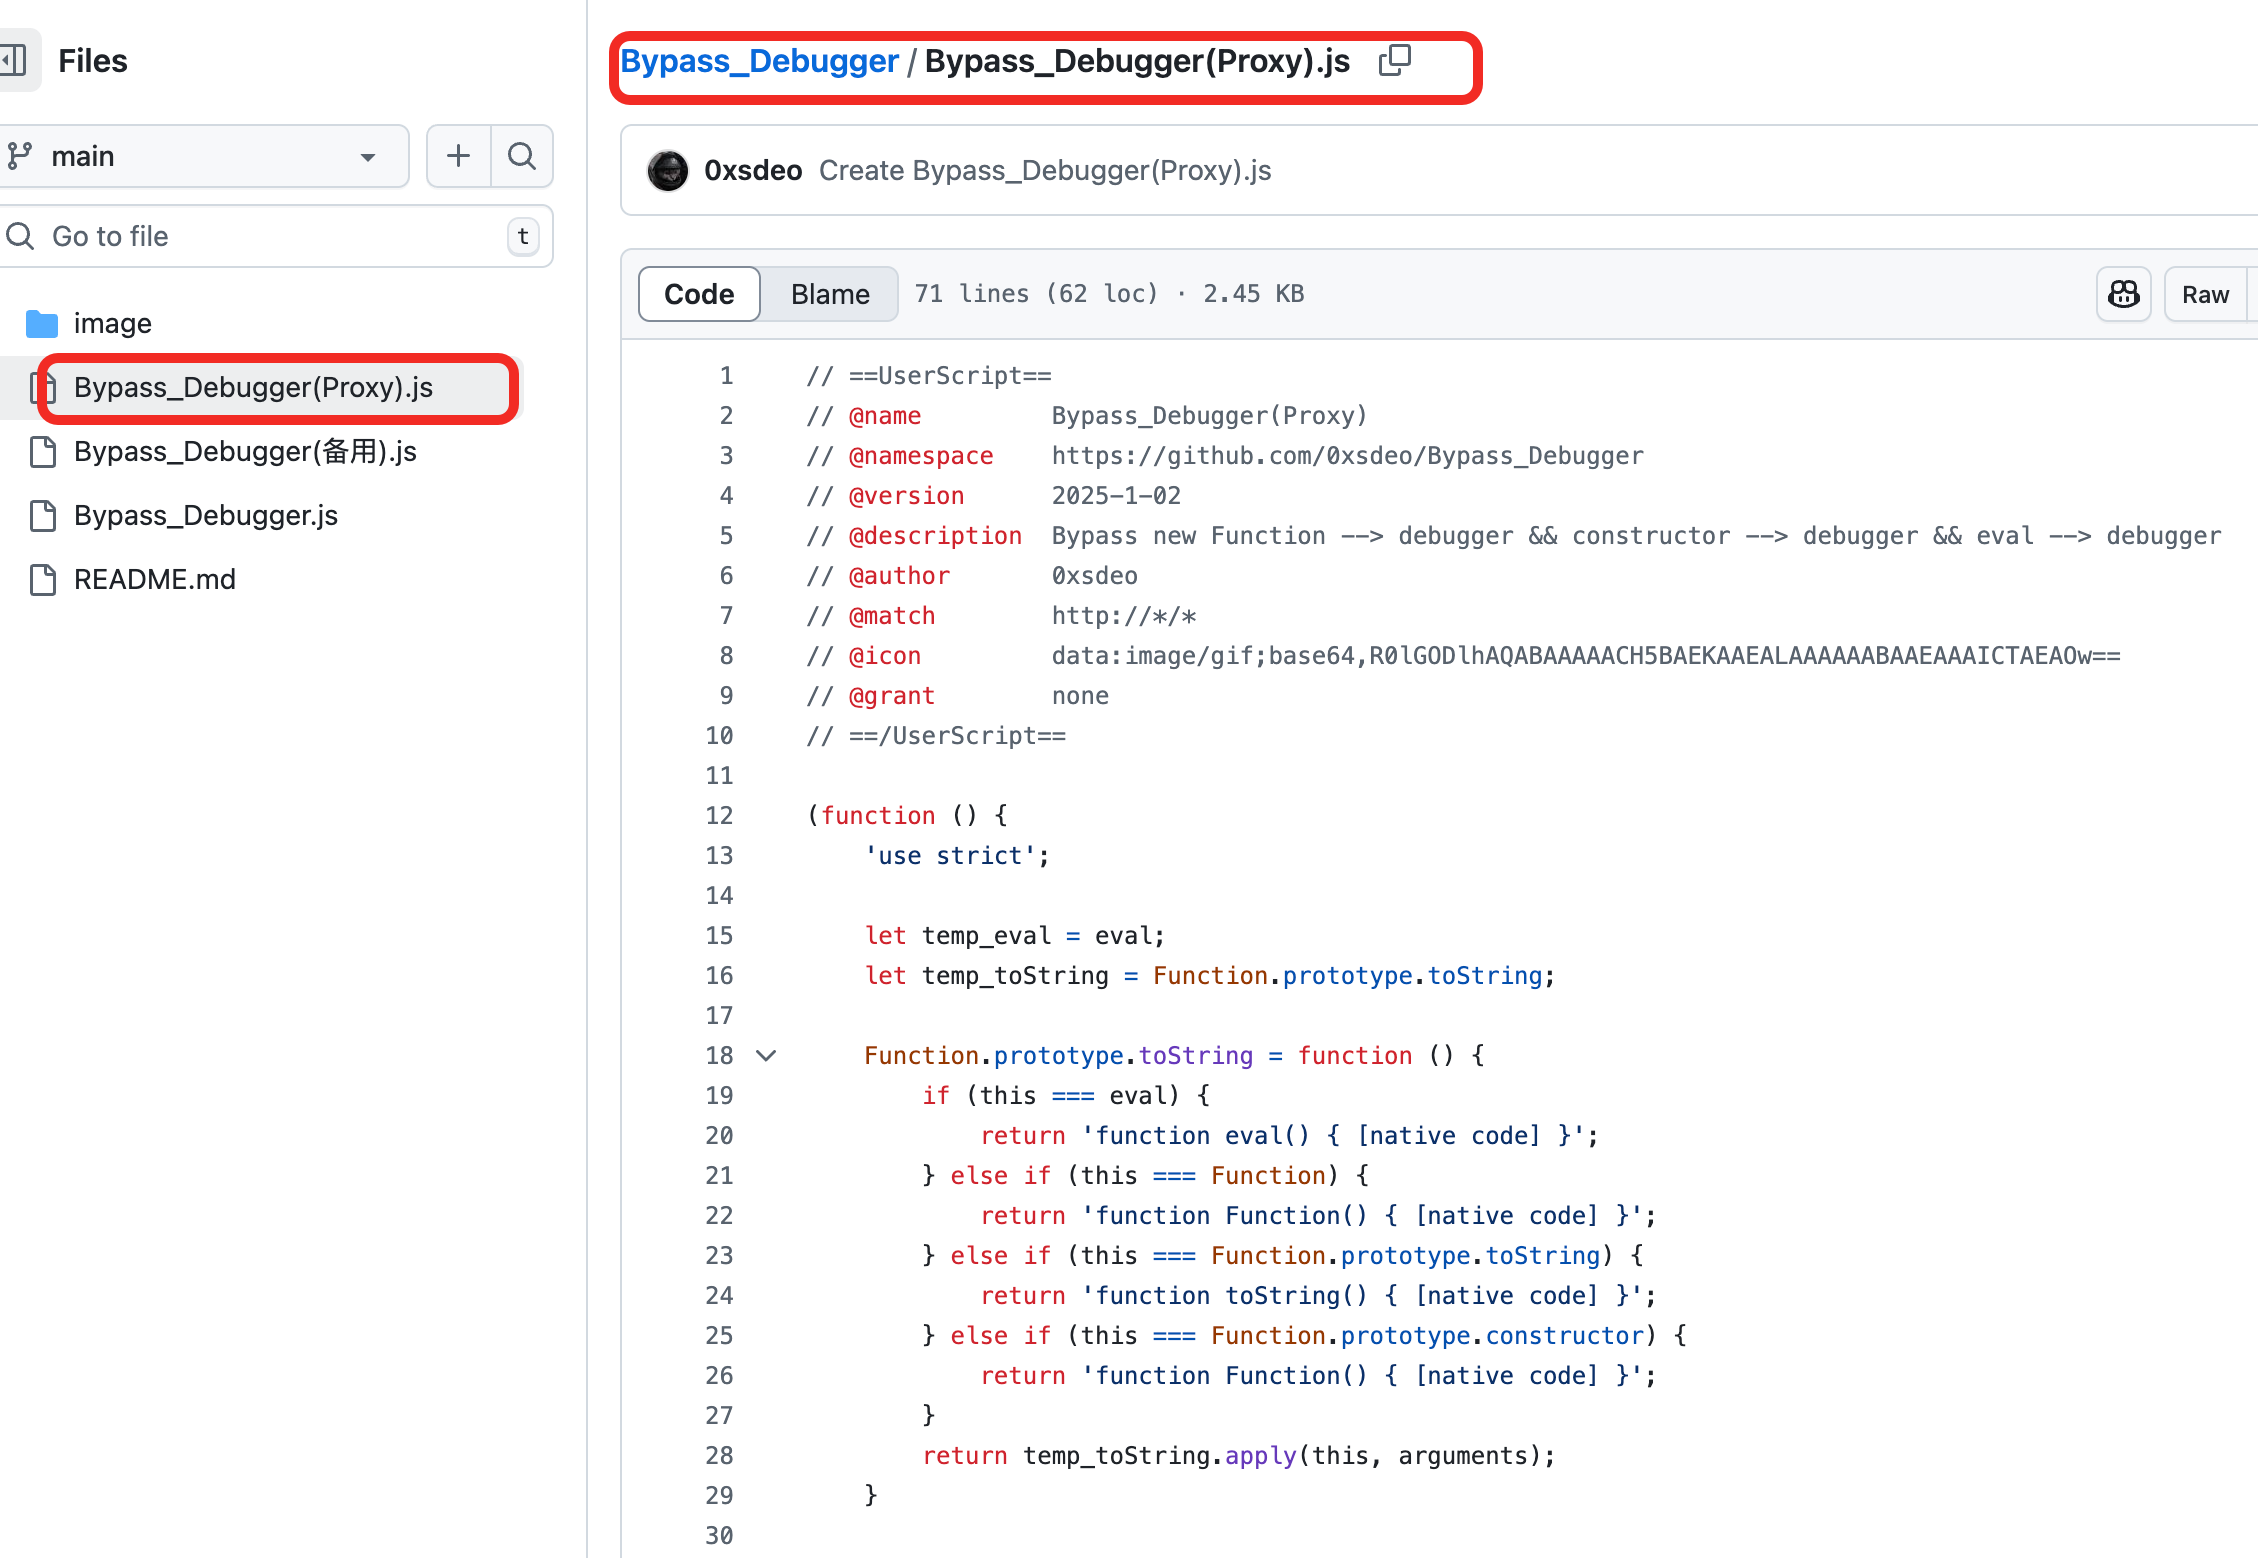 Files
main
Go to file
t
image
Bypass_Debugger(Proxy).js
Bypass_Debugger(备用).js
Bypass_Debugger.js
README.md
Bypass_Debugger / Bypass_Debugger(Proxy).js
0xsdeo Create Bypass_Debugger(Proxy).js
Code Blame 71 lines (62 loc) · 2.45 KB Raw
1 // ==UserScript==
2 // @name         Bypass_Debugger(Proxy)
3 // @namespace    https://github.com/0xsdeo/Bypass_Debugger
4 // @version      2025-1-02
5 // @description  Bypass new Function --> debugger && constructor --> debugger && eval --> debugger
6 // @author       0xsdeo
7 // @match        http://*/*
8 // @icon         data:image/gif;base64,R0lGODlhAQABAAAAACH5BAEKAAEALAAAAAABAAEAAAICTAEAOw==
9 // @grant        none
10 // ==/UserScript==
11
12 (function () {
13     'use strict';
14
15     let temp_eval = eval;
16     let temp_toString = Function.prototype.toString;
17
18     Function.prototype.toString = function () {
19         if (this === eval) {
20             return 'function eval() { [native code] }';
21         } else if (this === Function) {
22             return 'function Function() { [native code] }';
23         } else if (this === Function.prototype.toString) {
24             return 'function toString() { [native code] }';
25         } else if (this === Function.prototype.constructor) {
26             return 'function Function() { [native code] }';
27         }
28         return temp_toString.apply(this, arguments);
29     }
30